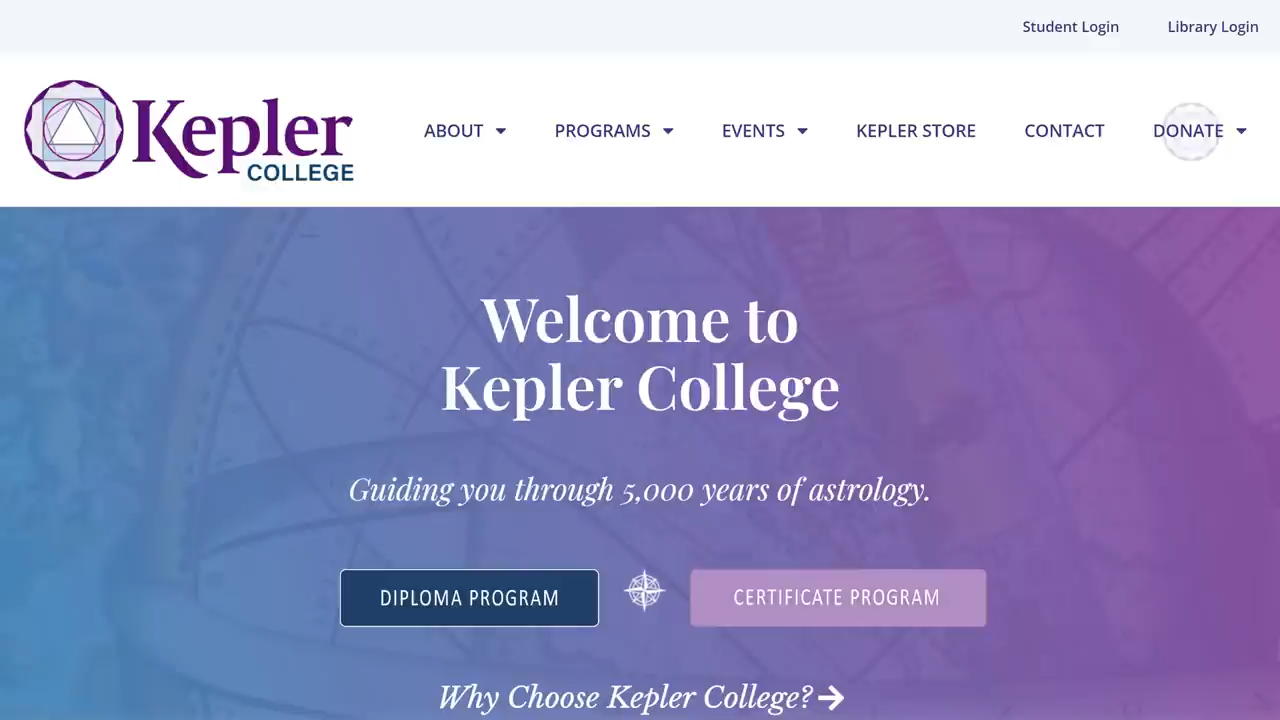 Student Login Library Login
Kepler
COLLEGE
ABOUT PROGRAMS EVENTS KEPLER STORE CONTACT DONATE
Welcome to
Kepler College
Guiding you through 5,000 years of astrology.
DIPLOMA PROGRAM CERTIFICATE PROGRAM
Why Choose Kepler College?